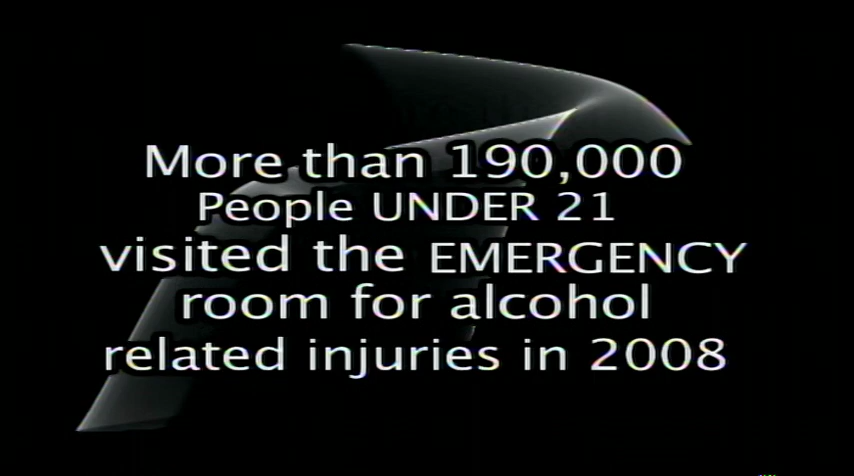 More than 190,000
People UNDER 21
visited the EMERGENCY
room for alcohol
related injuries in 2008